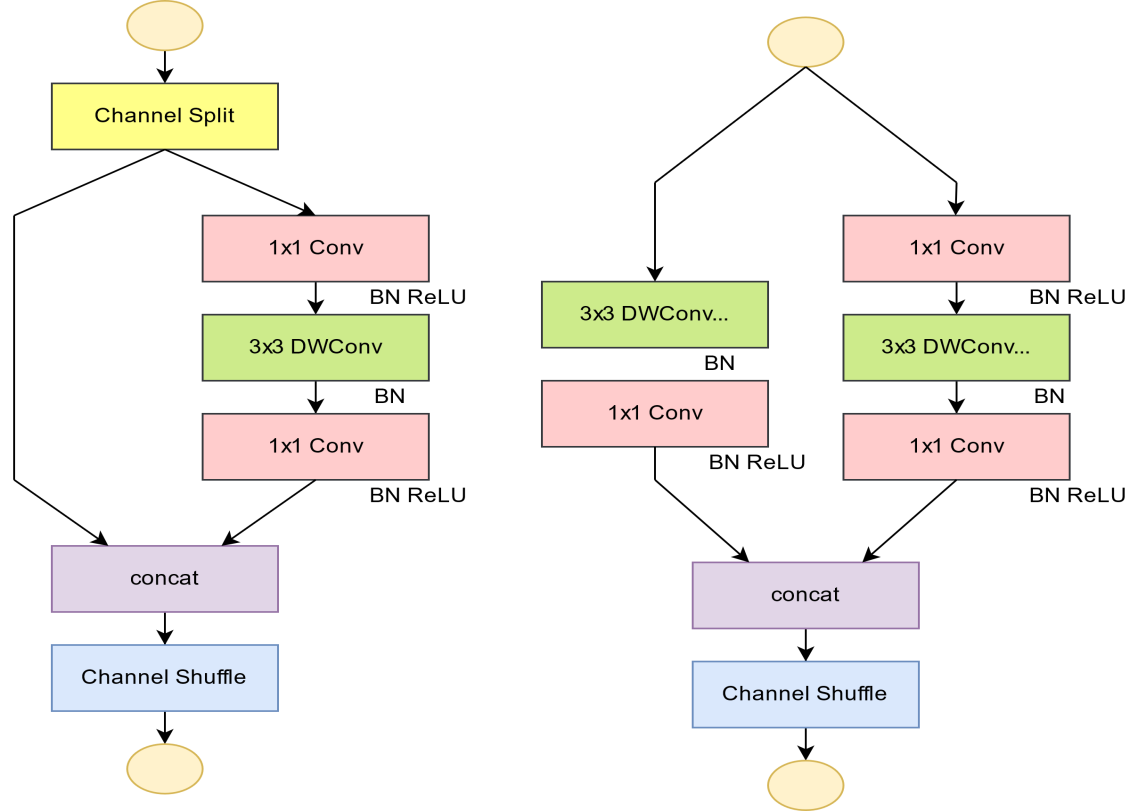 Channel Split
1x1 Conv
BN ReLU
3x3 DWConv
BN
1x1 Conv
BN ReLU
concat
Channel Shuffle
3x3 DWConv...
BN
1x1 Conv
BN ReLU
1x1 Conv
BN ReLU
3x3 DWConv...
BN
1x1 Conv
BN ReLU
concat
Channel Shuffle